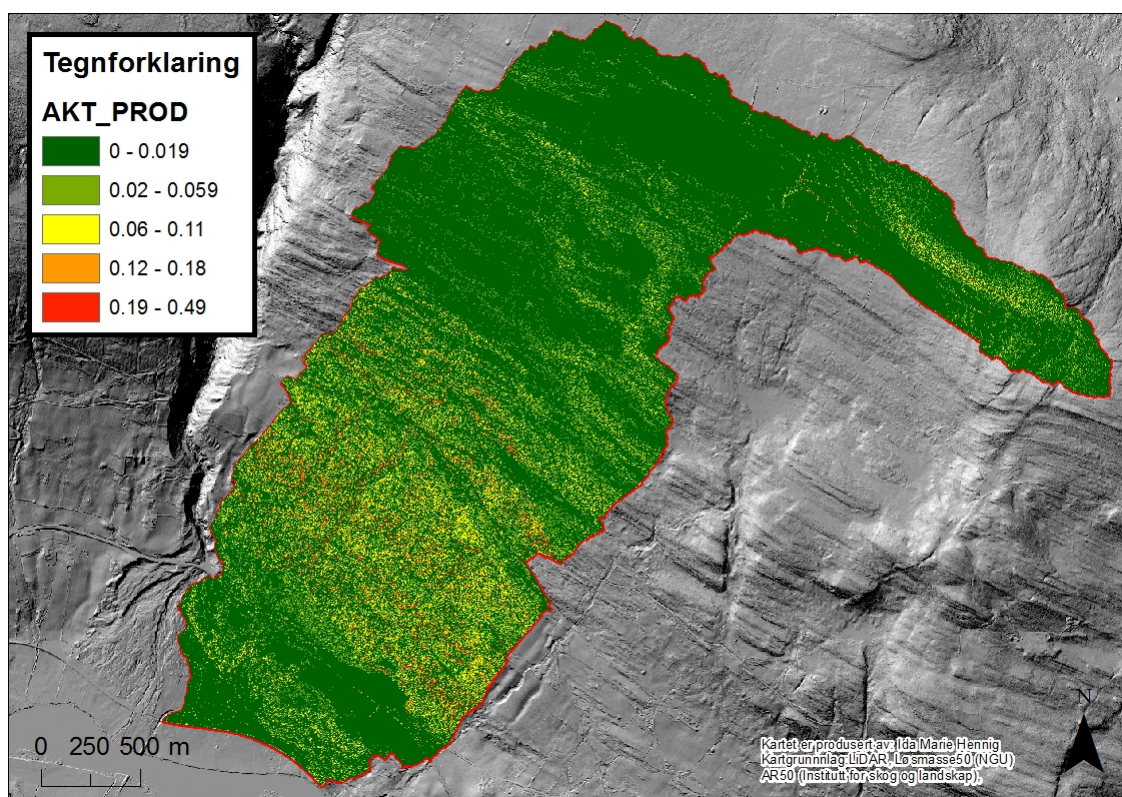 Tegnforklaring
AKT_PROD
0 - 0.019
0.02 - 0.059
0.06 - 0.11
0.12 - 0.18
0.19 - 0.49
N
0 250 500 m
Kartet er produsert av: Ida Marie Hennig
Kartgrunnnlag:LiDAR, Løsmasse50 (NGU)
AR50 (Institutt for skog og landskap),